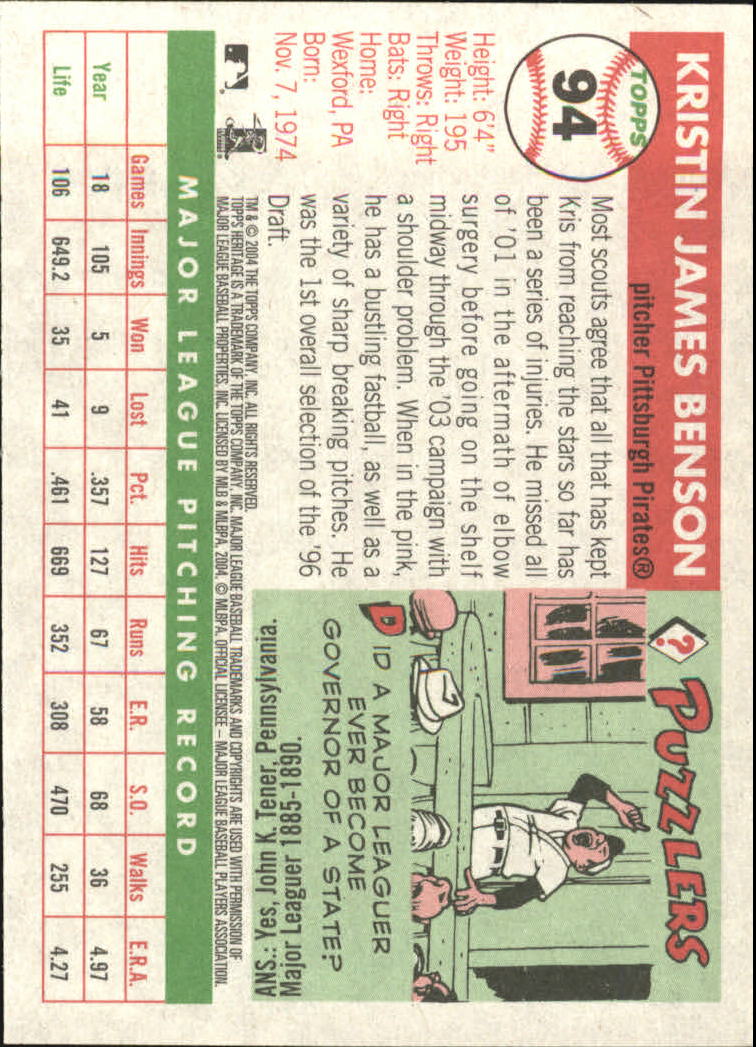 KRISTIN JAMES BENSON
pitcher Pittsburgh Pirates®
TOPPS
94
Height: 6'4"
Weight: 195
Throws: Right
Bats: Right
Home:
Wexford, PA
Born:
Nov. 7, 1974
Most scouts agree that all that has kept
Kris from reaching the stars so far has
been a series of injuries. He missed all
of '01 in the aftermath of elbow
surgery before going on the shelf
midway through the '03 campaign with
a shoulder problem. When in the pink,
he has a bustling fastball, as well as a
variety of sharp breaking pitches. He
was the 1st overall selection of the '96
Draft.
? PUZZLERS
DID A MAJOR LEAGUER
EVER BECOME
GOVERNOR OF A STATE?
ANS.: Yes, John K. Tener, Pennsylvania.
Major Leaguer 1885-1890.
TM & © 2004 THE TOPPS COMPANY, INC. ALL RIGHTS RESERVED.
TOPPS HERITAGE IS A TRADEMARK OF THE TOPPS COMPANY, INC. MAJOR LEAGUE BASEBALL TRADEMARKS AND COPYRIGHTS ARE USED WITH PERMISSION OF
MAJOR LEAGUE BASEBALL PROPERTIES, INC. LICENSED BY MLB & MLBPA. 2004. © MLBPA. OFFICIAL LICENSEE – MAJOR LEAGUE BASEBALL PLAYERS ASSOCIATION.
MAJOR LEAGUE PITCHING RECORD
Games Innings Won Lost Pct. Hits Runs E.R. S.O. Walks E.R.A.
Year 18 105 5 9 .357 127 67 58 68 36 4.97
Life 106 649.2 35 41 .461 669 352 308 470 255 4.27